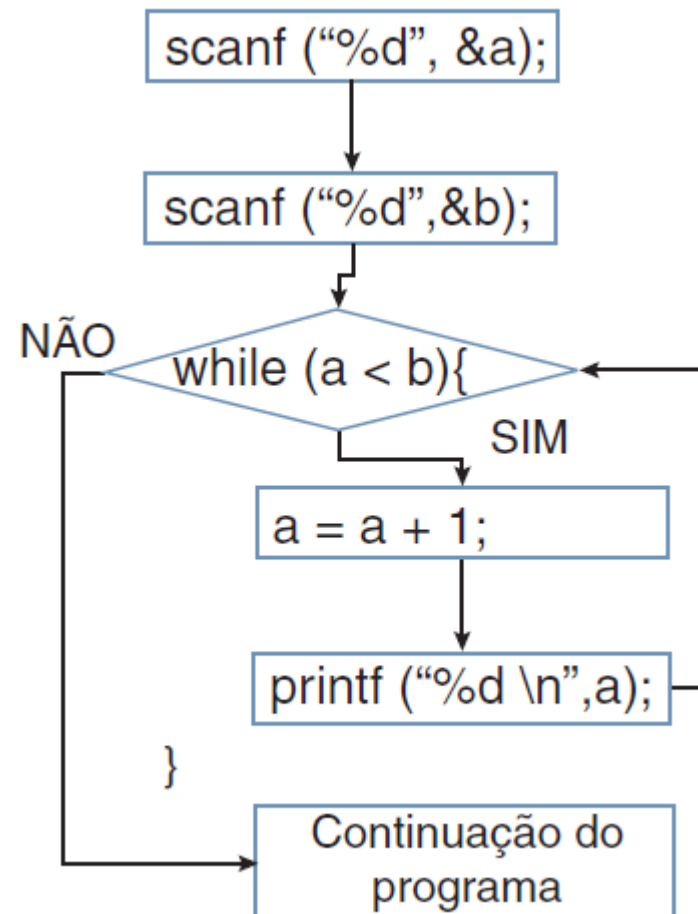 scanf (“%d”, &a);
scanf (“%d”,&b);
NÃO
while (a < b){
SIM
a = a + 1;
printf (“%d \n”,a);
}
Continuação do
programa